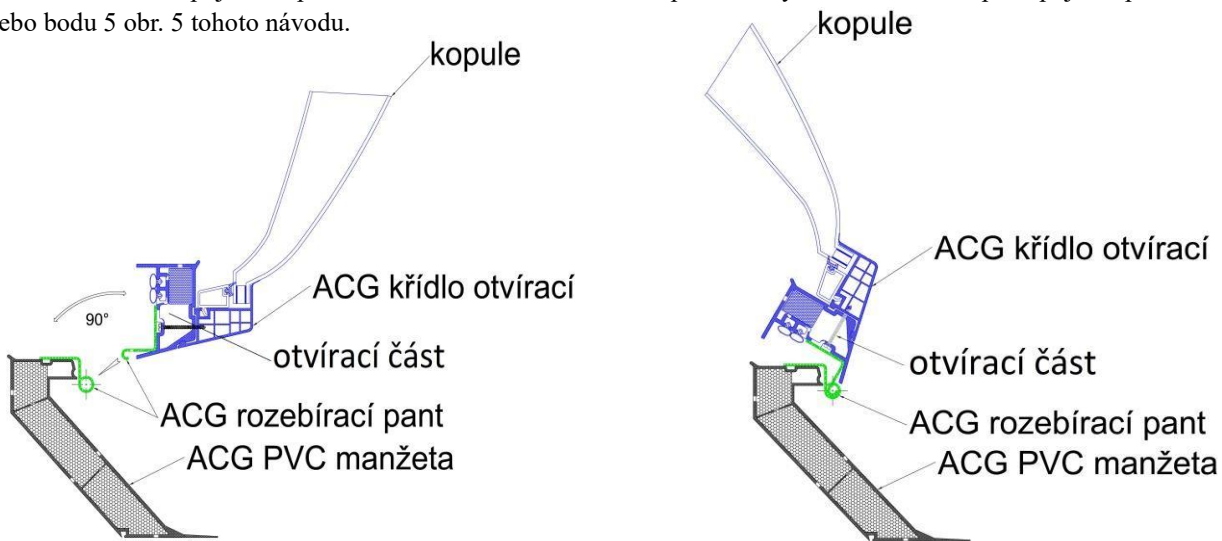 ebo bodu 5 obr. 5 tohoto návodu.
kopule
ACG křídlo otvírací
90°
otvírací část
ACG rozebírací pant
ACG PVC manžeta
kopule
ACG křídlo otvírací
otvírací část
ACG rozebírací pant
ACG PVC manžeta